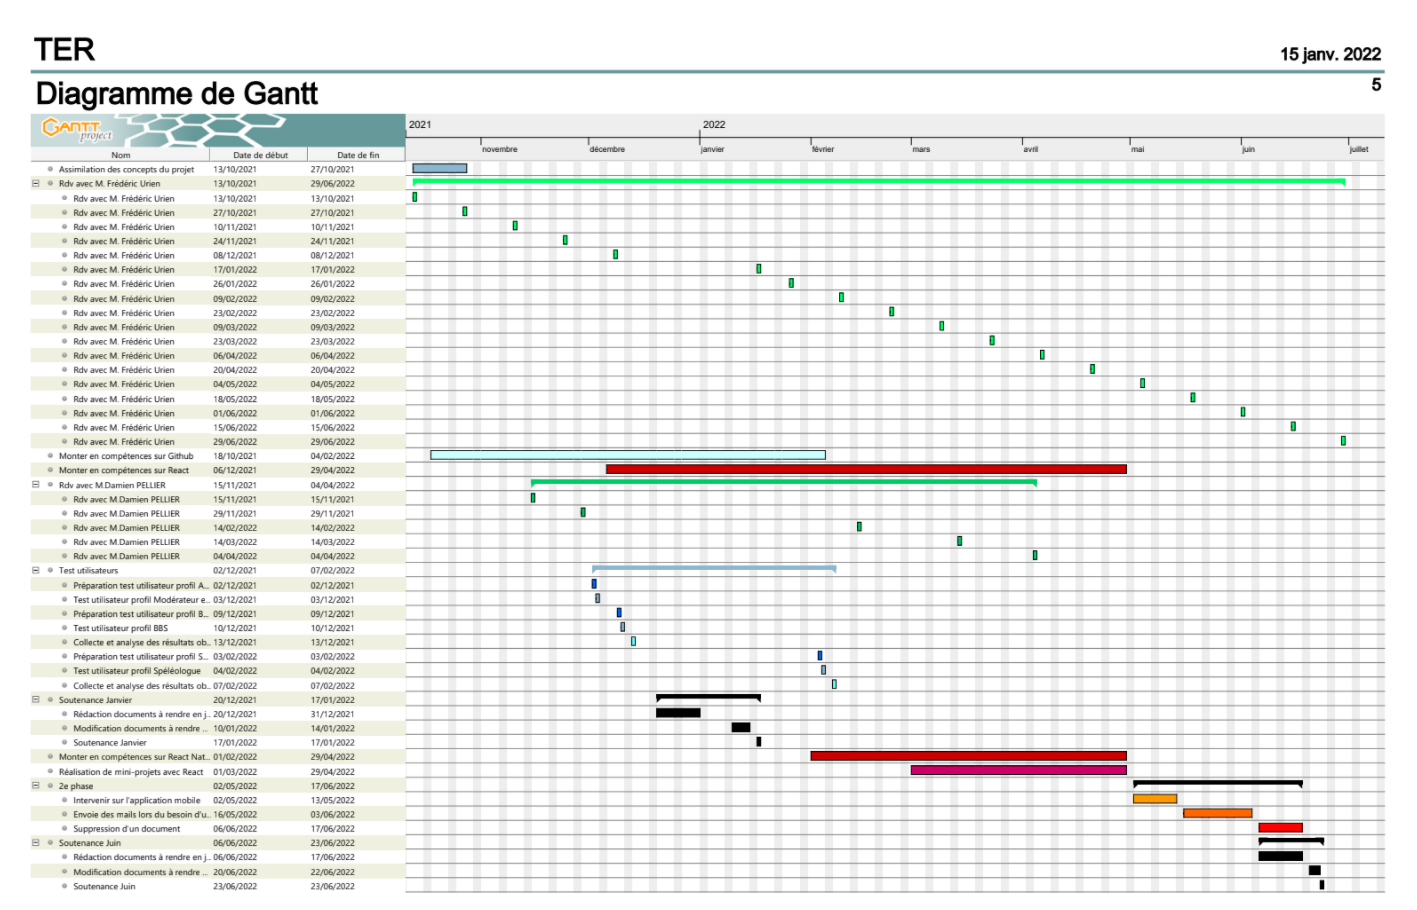 TER
15 janv. 2022
Diagramme de Gantt
5
GANTT project
2021 2022
novembre décembre janvier février mars avril mai juin juillet
Nom Date de début Date de fin
Assimilation des concepts du projet 13/10/2021 27/10/2021
Rdv avec M. Frédéric Urien 13/10/2021 29/06/2022
Rdv avec M. Frédéric Urien 13/10/2021 13/10/2021
Rdv avec M. Frédéric Urien 27/10/2021 27/10/2021
Rdv avec M. Frédéric Urien 10/11/2021 10/11/2021
Rdv avec M. Frédéric Urien 24/11/2021 24/11/2021
Rdv avec M. Frédéric Urien 08/12/2021 08/12/2021
Rdv avec M. Frédéric Urien 17/01/2022 17/01/2022
Rdv avec M. Frédéric Urien 26/01/2022 26/01/2022
Rdv avec M. Frédéric Urien 09/02/2022 09/02/2022
Rdv avec M. Frédéric Urien 23/02/2022 23/02/2022
Rdv avec M. Frédéric Urien 09/03/2022 09/03/2022
Rdv avec M. Frédéric Urien 23/03/2022 23/03/2022
Rdv avec M. Frédéric Urien 06/04/2022 06/04/2022
Rdv avec M. Frédéric Urien 20/04/2022 20/04/2022
Rdv avec M. Frédéric Urien 04/05/2022 04/05/2022
Rdv avec M. Frédéric Urien 18/05/2022 18/05/2022
Rdv avec M. Frédéric Urien 01/06/2022 01/06/2022
Rdv avec M. Frédéric Urien 15/06/2022 15/06/2022
Rdv avec M. Frédéric Urien 29/06/2022 29/06/2022
Monter en compétences sur Github 18/10/2021 04/02/2022
Monter en compétences sur React 06/12/2021 29/04/2022
Rdv avec M.Damien PELLIER 15/11/2021 04/04/2022
Rdv avec M.Damien PELLIER 15/11/2021 15/11/2021
Rdv avec M.Damien PELLIER 29/11/2021 29/11/2021
Rdv avec M.Damien PELLIER 14/02/2022 14/02/2022
Rdv avec M.Damien PELLIER 14/03/2022 14/03/2022
Rdv avec M.Damien PELLIER 04/04/2022 04/04/2022
Test utilisateurs 02/12/2021 07/02/2022
Préparation test utilisateur profil A... 02/12/2021 02/12/2021
Test utilisateur profil Modérateur e... 03/12/2021 03/12/2021
Préparation test utilisateur profil B... 09/12/2021 09/12/2021
Test utilisateur profil BBS 10/12/2021 10/12/2021
Collecte et analyse des résultats ob... 13/12/2021 13/12/2021
Préparation test utilisateur profil S... 03/02/2022 03/02/2022
Test utilisateur profil Spéléologue 04/02/2022 04/02/2022
Collecte et analyse des résultats ob... 07/02/2022 07/02/2022
Soutenance Janvier 20/12/2021 17/01/2022
Rédaction documents à rendre en j... 20/12/2021 31/12/2021
Modification documents à rendre ... 10/01/2022 14/01/2022
Soutenance Janvier 17/01/2022 17/01/2022
Monter en compétences sur React Nat... 01/02/2022 29/04/2022
Réalisation de mini-projets avec React 01/03/2022 29/04/2022
2e phase 02/05/2022 17/06/2022
Intervenir sur l'application mobile 02/05/2022 13/05/2022
Envoie des mails lors du besoin d'u... 16/05/2022 03/06/2022
Suppression d'un document 06/06/2022 17/06/2022
Soutenance Juin 06/06/2022 23/06/2022
Rédaction documents à rendre en j... 06/06/2022 17/06/2022
Modification documents à rendre ... 20/06/2022 22/06/2022
Soutenance Juin 23/06/2022 23/06/2022